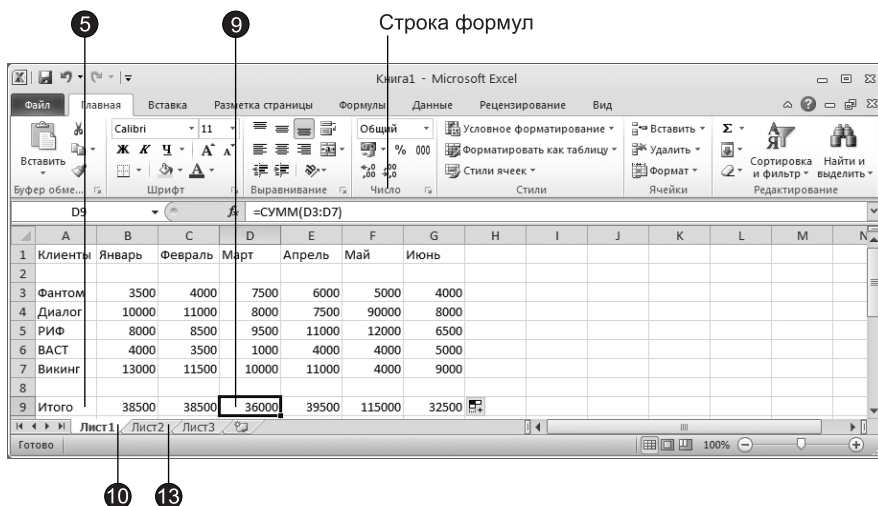 5 9 Строка формул
Книга1 - Microsoft Excel
Файл Главная Вставка Разметка страницы Формулы Данные Рецензирование Вид
Calibri 11 Общий Условное форматирование Вставить Σ
Вставить Ж К Ч А А % 000 Форматировать как таблицу Удалить Сортировка и фильтр Найти и выделить
А Стили ячеек Формат
Буфер обме... Шрифт Выравнивание Число Стили Ячейки Редактирование
D9 fx =СУММ(D3:D7)
A B C D E F G H I J K L M N
1 Клиенты Январь Февраль Март Апрель Май Июнь
2
3 Фантом 3500 4000 7500 6000 5000 4000
4 Диалог 10000 11000 8000 7500 90000 8000
5 РИФ 8000 8500 9500 11000 12000 6500
6 ВАСТ 4000 3500 1000 4000 4000 5000
7 Викинг 13000 11500 10000 11000 4000 9000
8
9 Итого 38500 38500 36000 39500 115000 32500
Лист1 Лист2 Лист3
Готово 100%
10 13